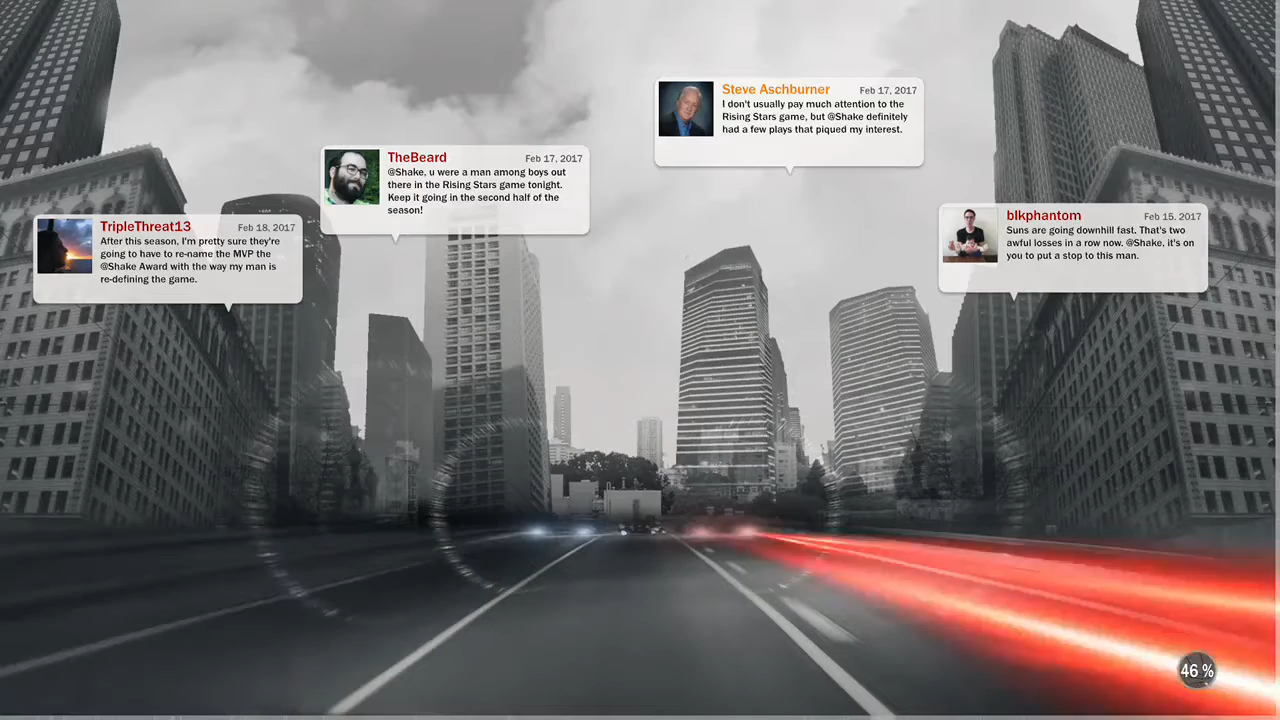 Steve Aschburner Feb 17, 2017
I don't usually pay much attention to the
Rising Stars game, but @Shake definitely
had a few plays that piqued my interest.
TheBeard Feb 17, 2017
@Shake, u were a man among boys out
there in the Rising Stars game tonight.
Keep it going in the second half of the
season!
blkphantom Feb 15, 2017
Suns are going downhill fast. That's two
awful losses in a row now. @Shake, it's on
you to put a stop to this man.
TripleThreat13 Feb 18, 2017
After this season, I'm pretty sure they're
going to have to re-name the MVP the
@Shake Award with the way my man is
re-defining the game.
46 %